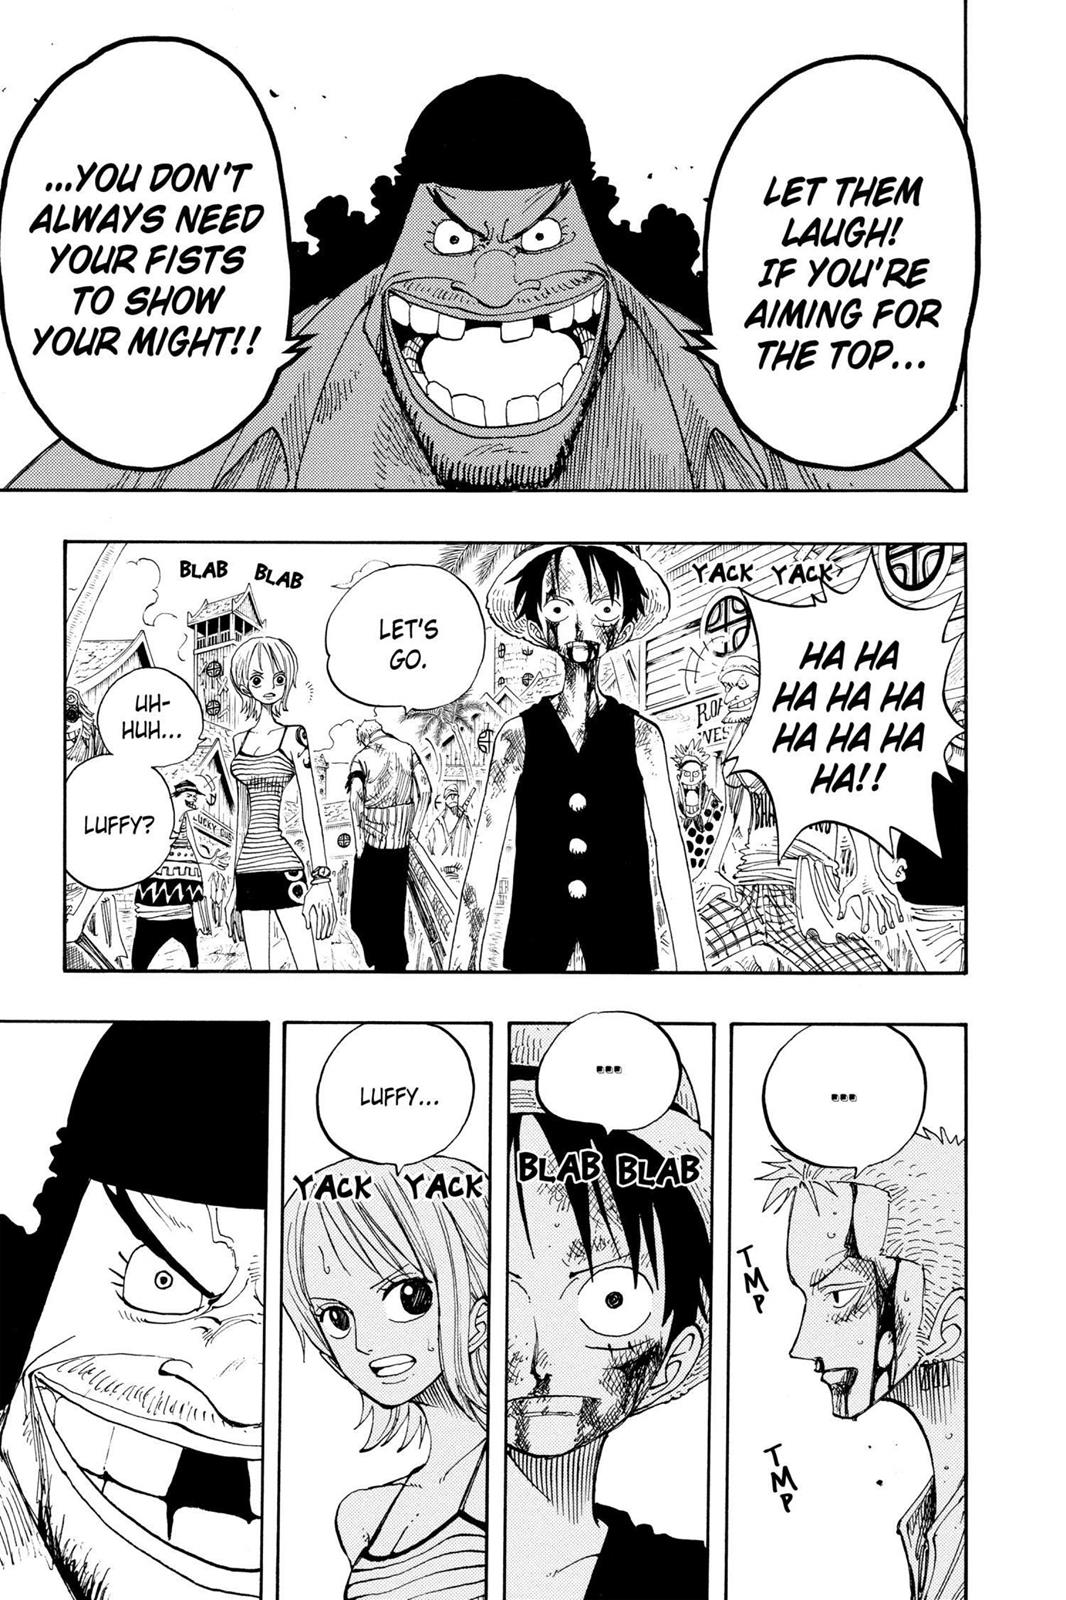 LET THEM
LAUGH!
IF YOU'RE
AIMING FOR
THE TOP...
...YOU DON'T
ALWAYS NEED
YOUR FISTS
TO SHOW
YOUR MIGHT!!
YACK YACK
HA HA
HA HA HA
HA HA HA
HA!!
LET'S
GO.
BLAB BLAB
UH-
HUH...
LUFFY?
LUCKY
...
TMP
TMP
...
BLAB BLAB
LUFFY...
YACK YACK